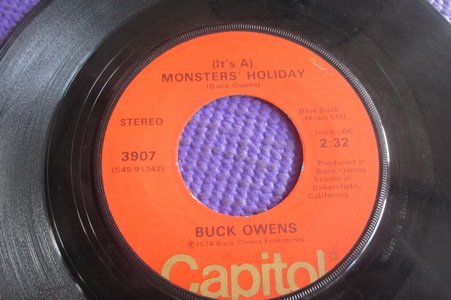 (It's A)
MONSTERS' HOLIDAY
(Buck Owens)
STEREO
3907
(S45-91342)
Blue Book
Music BMI
Intro. :06
2:32
Produced at
Buck Owens
Studio in
Bakersfield,
California.
BUCK OWENS
℗1974 Buck Owens Enterprises
Capitol